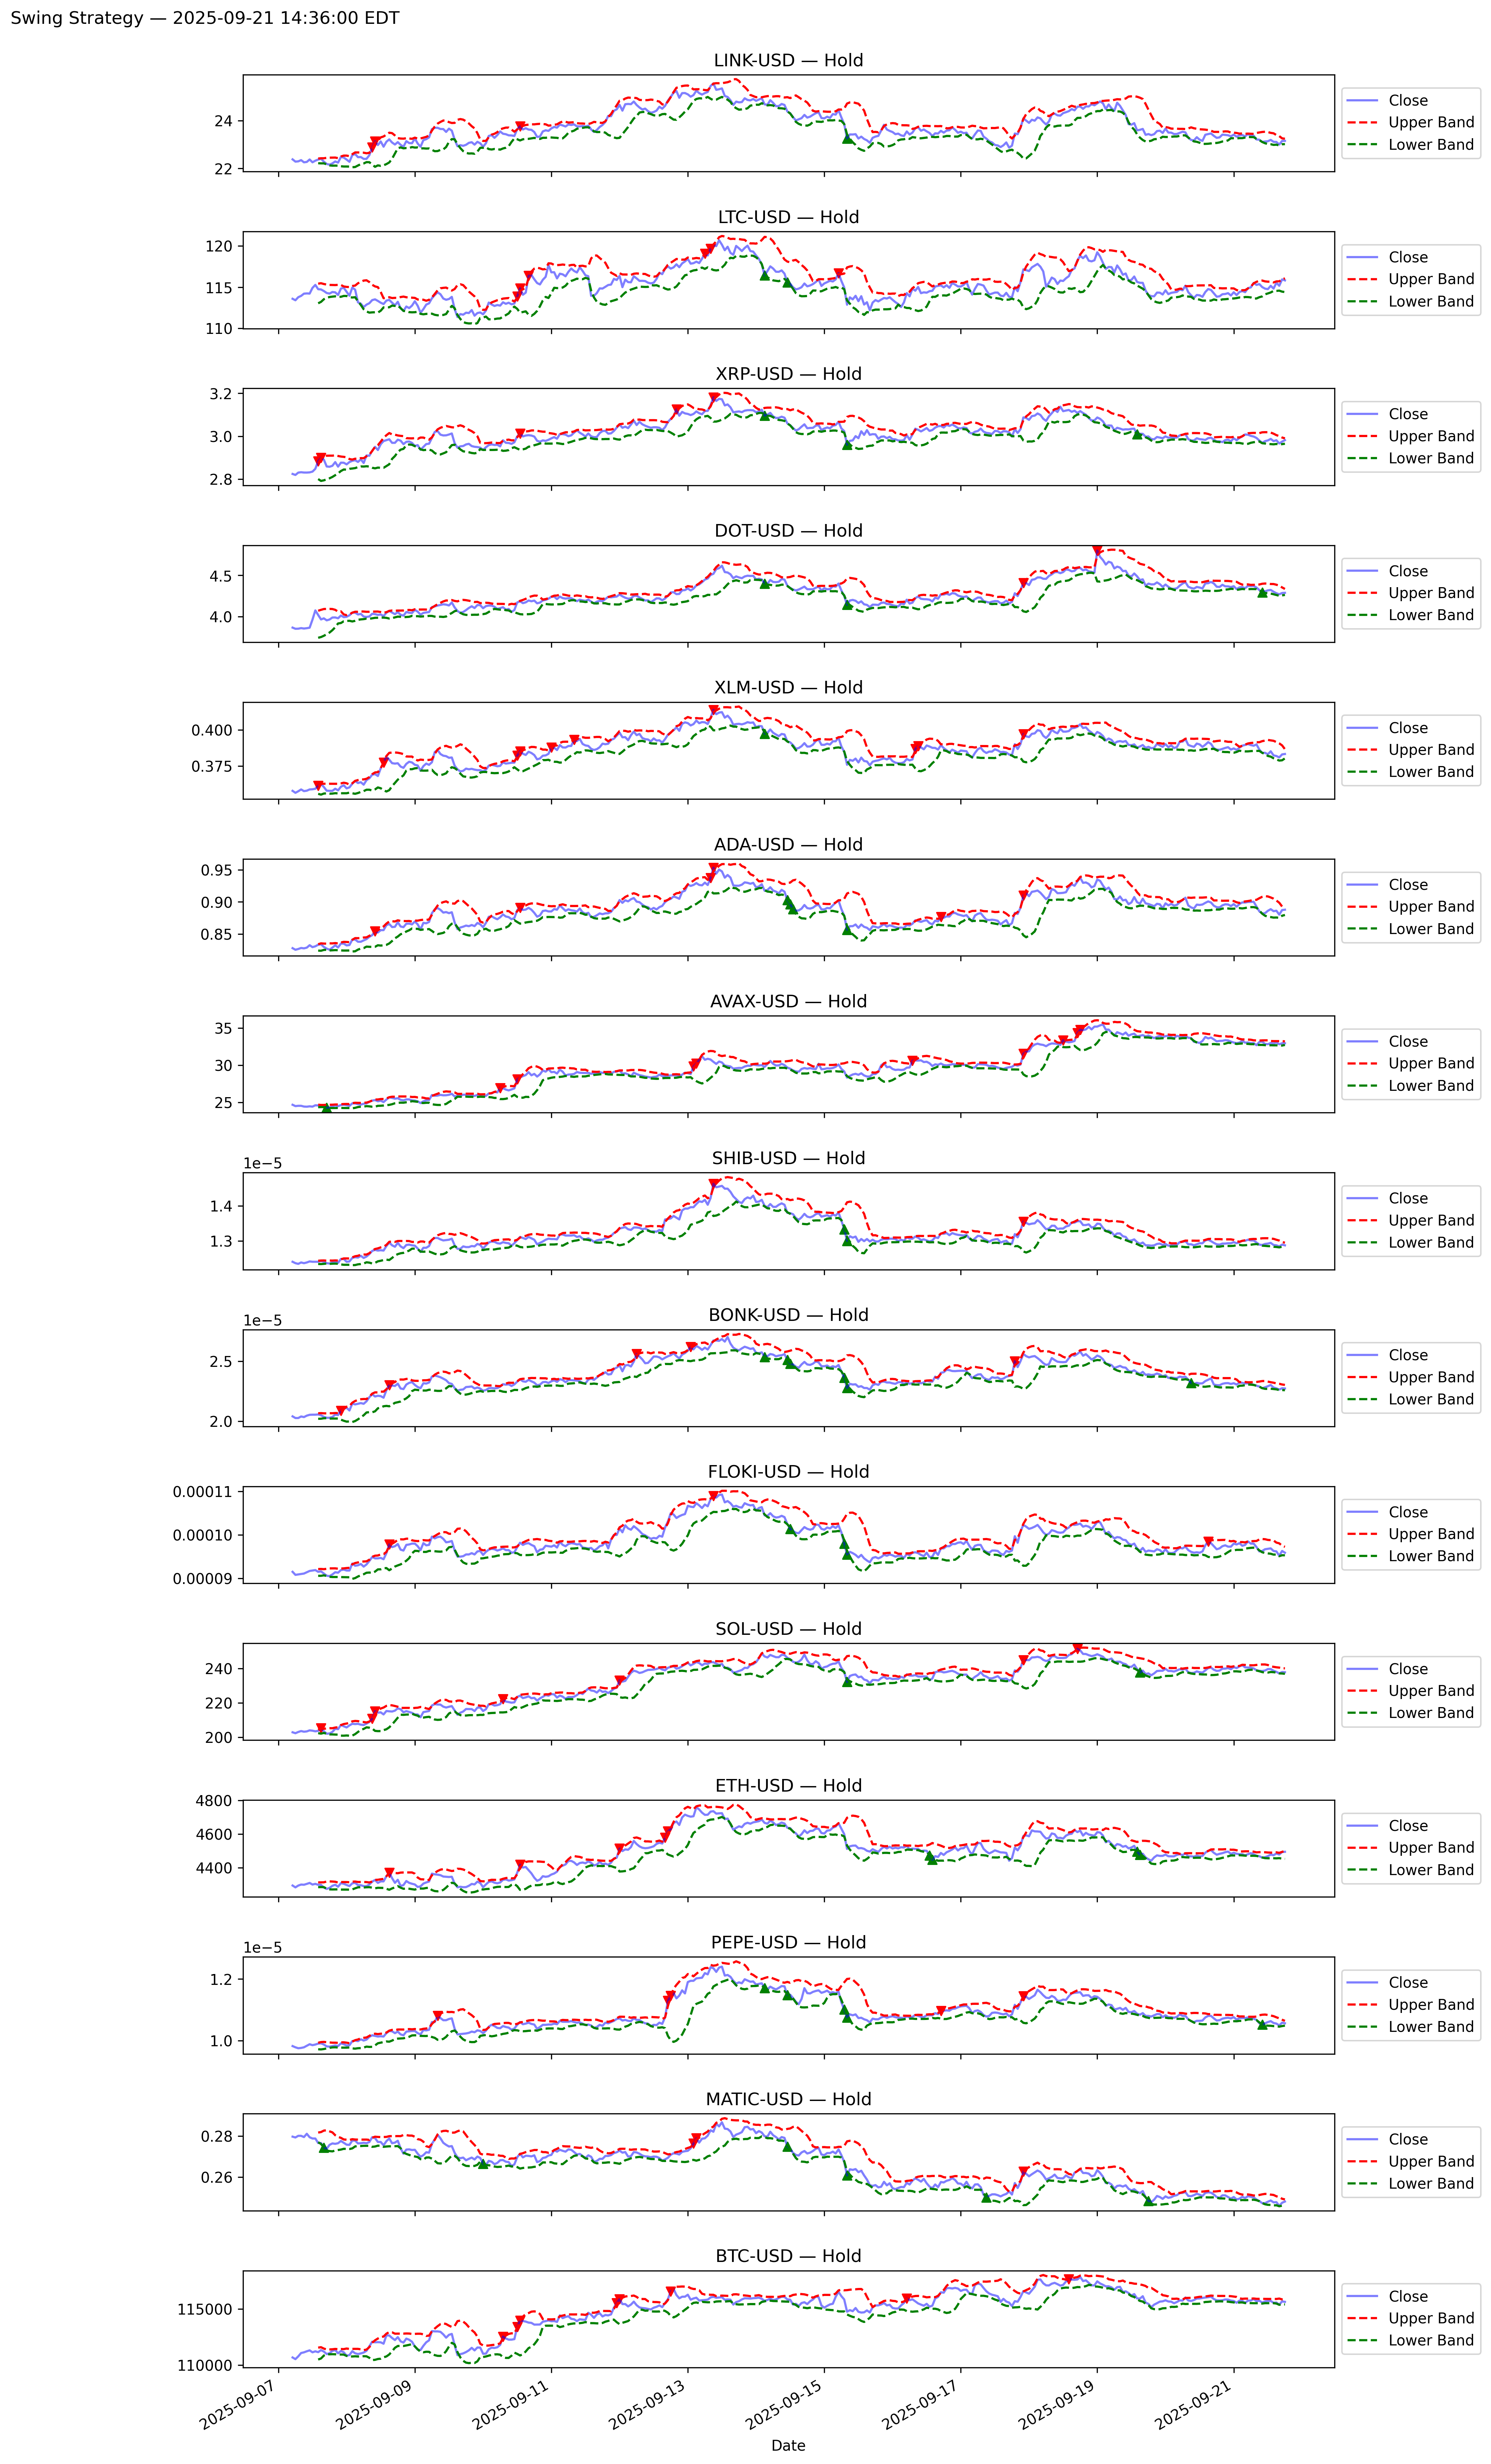 Swing Strategy — 2025-09-21 14:36:00 EDT
LINK-USD — Hold
24
22
Close
Upper Band
Lower Band
LTC-USD — Hold
120
115
110
Close
Upper Band
Lower Band
XRP-USD — Hold
3.2
3.0
2.8
Close
Upper Band
Lower Band
DOT-USD — Hold
4.5
4.0
Close
Upper Band
Lower Band
XLM-USD — Hold
0.400
0.375
Close
Upper Band
Lower Band
ADA-USD — Hold
0.95
0.90
0.85
Close
Upper Band
Lower Band
AVAX-USD — Hold
35
30
25
Close
Upper Band
Lower Band
SHIB-USD — Hold
1e−5
1.4
1.3
Close
Upper Band
Lower Band
BONK-USD — Hold
1e−5
2.5
2.0
Close
Upper Band
Lower Band
FLOKI-USD — Hold
0.00011
0.00010
0.00009
Close
Upper Band
Lower Band
SOL-USD — Hold
240
220
200
Close
Upper Band
Lower Band
ETH-USD — Hold
4800
4600
4400
Close
Upper Band
Lower Band
PEPE-USD — Hold
1e−5
1.2
1.0
Close
Upper Band
Lower Band
MATIC-USD — Hold
0.28
0.26
Close
Upper Band
Lower Band
BTC-USD — Hold
115000
110000
Close
Upper Band
Lower Band
2025-09-07
2025-09-09
2025-09-11
2025-09-13
2025-09-15
2025-09-17
2025-09-19
2025-09-21
Date